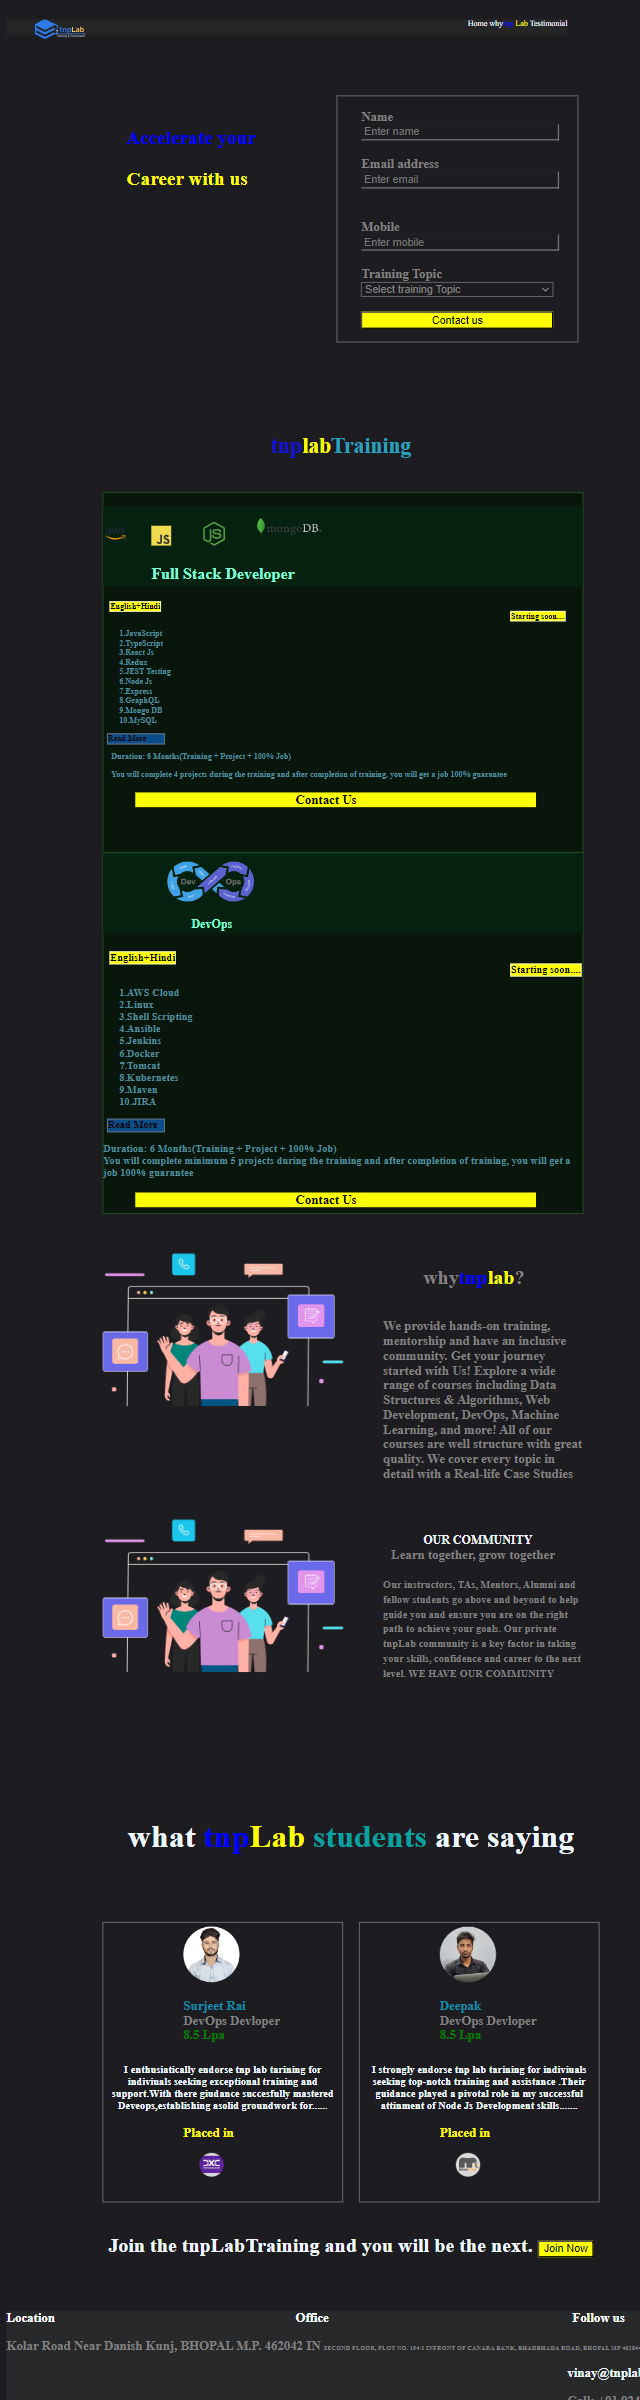 tnpLab
Home why tnp Lab Testimonial
Accelerate your
Career with us
Name
Enter name
Email address
Enter email
Mobile
Enter mobile
Training Topic
Select training Topic
Contact us
tnplabTraining
aws
JS
JS
mongoDB.
Full Stack Developer
English+Hindi
Starting soon....
1.JavaScript
2.TypeScript
3.React Js
4.Redux
5.JEST Testing
6.Node Js
7.Express
8.GraphQL
9.Mongo DB
10.MySQL
Read More
Duration: 6 Months(Training + Project + 100% Job)
You will complete 4 projects during the training and after completion of training, you will get a job 100% guarantee
Contact Us
Dev Ops
DevOps
English+Hindi
Starting soon....
1.AWS Cloud
2.Linux
3.Shell Scripting
4.Ansible
5.Jenkins
6.Docker
7.Tomcat
8.Kubernetes
9.Maven
10.JIRA
Read More
Duration: 6 Months(Training + Project + 100% Job)
You will complete minimum 5 projects during the training and after completion of training, you will get a
job 100% guarantee
Contact Us
whytnplab?
We provide hands-on training,
mentorship and have an inclusive
community. Get your journey
started with Us! Explore a wide
range of courses including Data
Structures & Algorithms, Web
Development, DevOps, Machine
Learning, and more! All of our
courses are well structure with great
quality. We cover every topic in
detail with a Real-life Case Studies
OUR COMMUNITY
Learn together, grow together
Our instructors, TAs, Mentors, Alumni and
fellow students go above and beyond to help
guide you and ensure you are on the right
path to achieve your goals. Our private
tnpLab community is a key factor in taking
your skills, confidence and career to the next
level. WE HAVE OUR COMMUNITY
what tnpLab students are saying
Surjeet Rai
DevOps Devloper
8.5 Lpa
I enthusiatically endorse tnp lab tarining for
indiviuals seeking exceptional training and
support.With there giudance succesfully mastered
Deveops,establishing asolid groundwork for......
Placed in
DXC
Deepak
DevOps Devloper
8.5 Lpa
I strongly endorse tnp lab tarining for indiviuals
seeking top-notch training and assistance .Their
guidance played a pivotal role in my successful
attinment of Node Js Development skills.......
Placed in
Join the tnpLabTraining and you will be the next. Join Now
Location
Office
Follow us
Kolar Road Near Danish Kunj, BHOPAL M.P. 462042 IN
SECOND FLOOR, PLOT NO. 194/1 INFRONT OF CANARA BANK, BHADBHADA ROAD, BHOPAL MP
vinay@tnplab